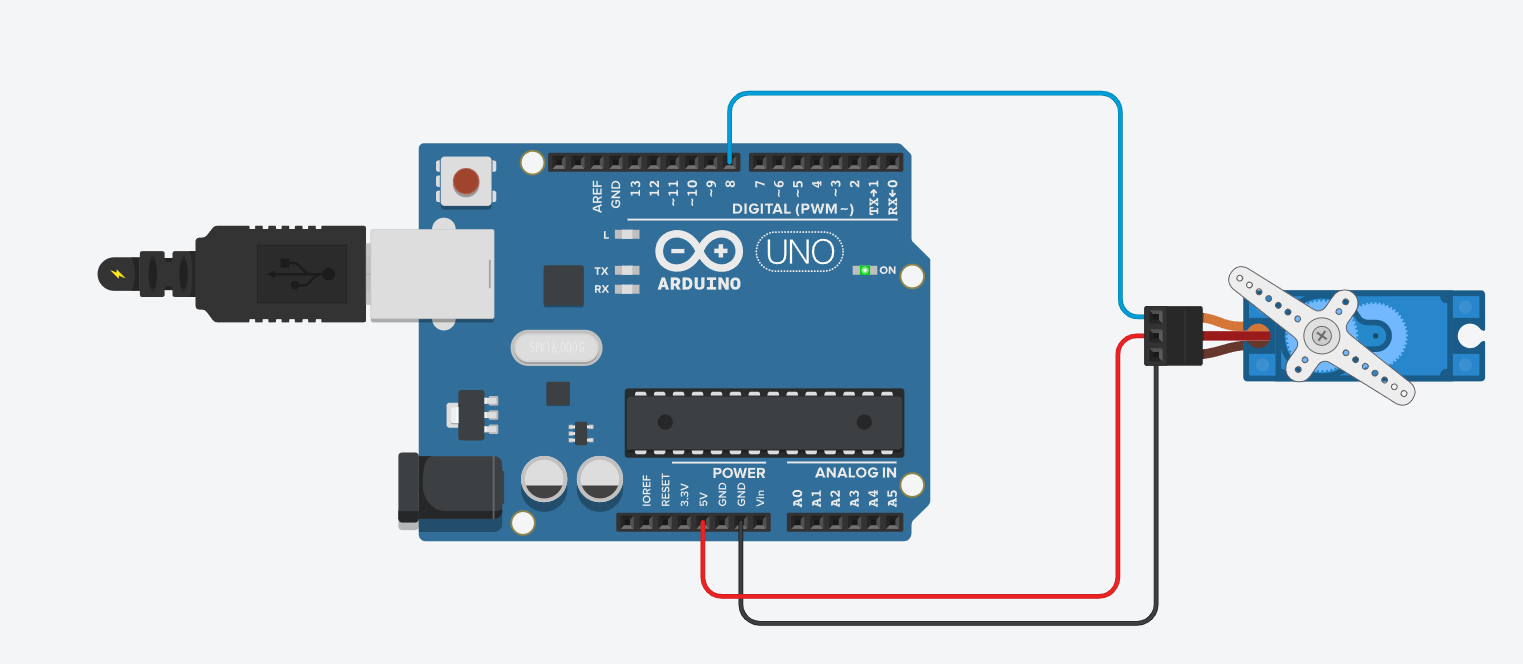 AREF
GND
13
12
~11
~10
~9
8
7
~6
~5
4
~3
2
TX→1
RX←0
DIGITAL (PWM~)
L
TX
RX
ARDUINO
UNO
ON
SPK16.000G
POWER
ANALOG IN
IOREF
RESET
3.3V
5V
GND
GND
Vin
A0
A1
A2
A3
A4
A5